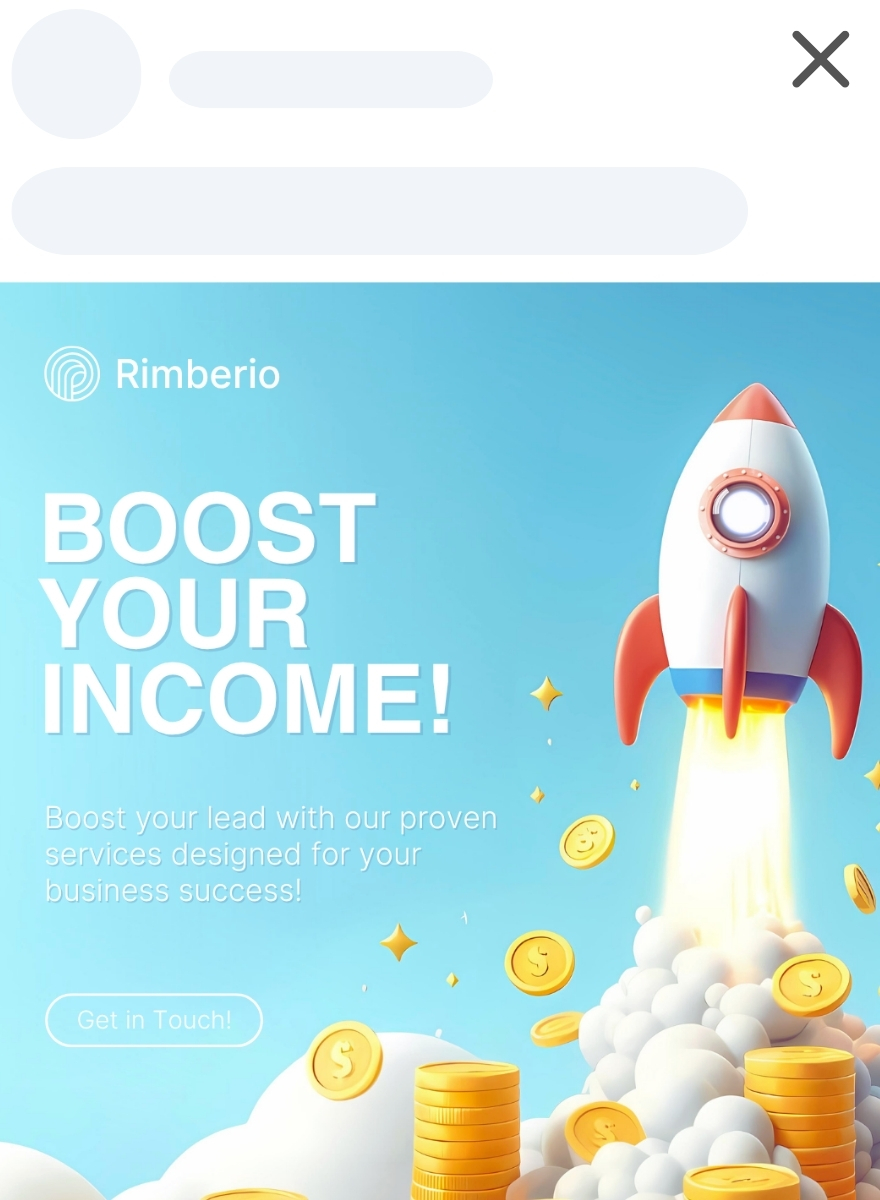 Rimberio
BOOST
YOUR
INCOME!
Boost your lead with our proven
services designed for your
business success!
Get in Touch!